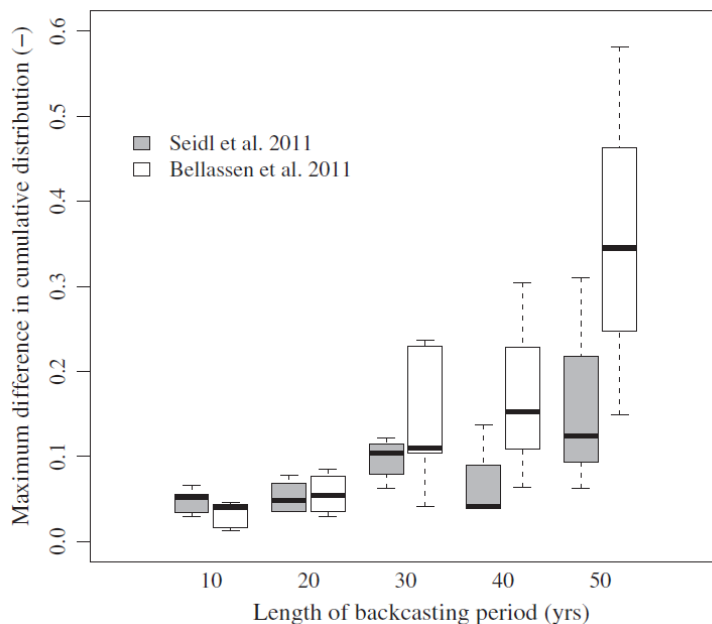 Maximum difference in cumulative distribution (−)
0.6
0.5
0.4
0.3
0.2
0.1
0.0
Seidl et al. 2011
Bellassen et al. 2011
10 20 30 40 50
Length of backcasting period (yrs)